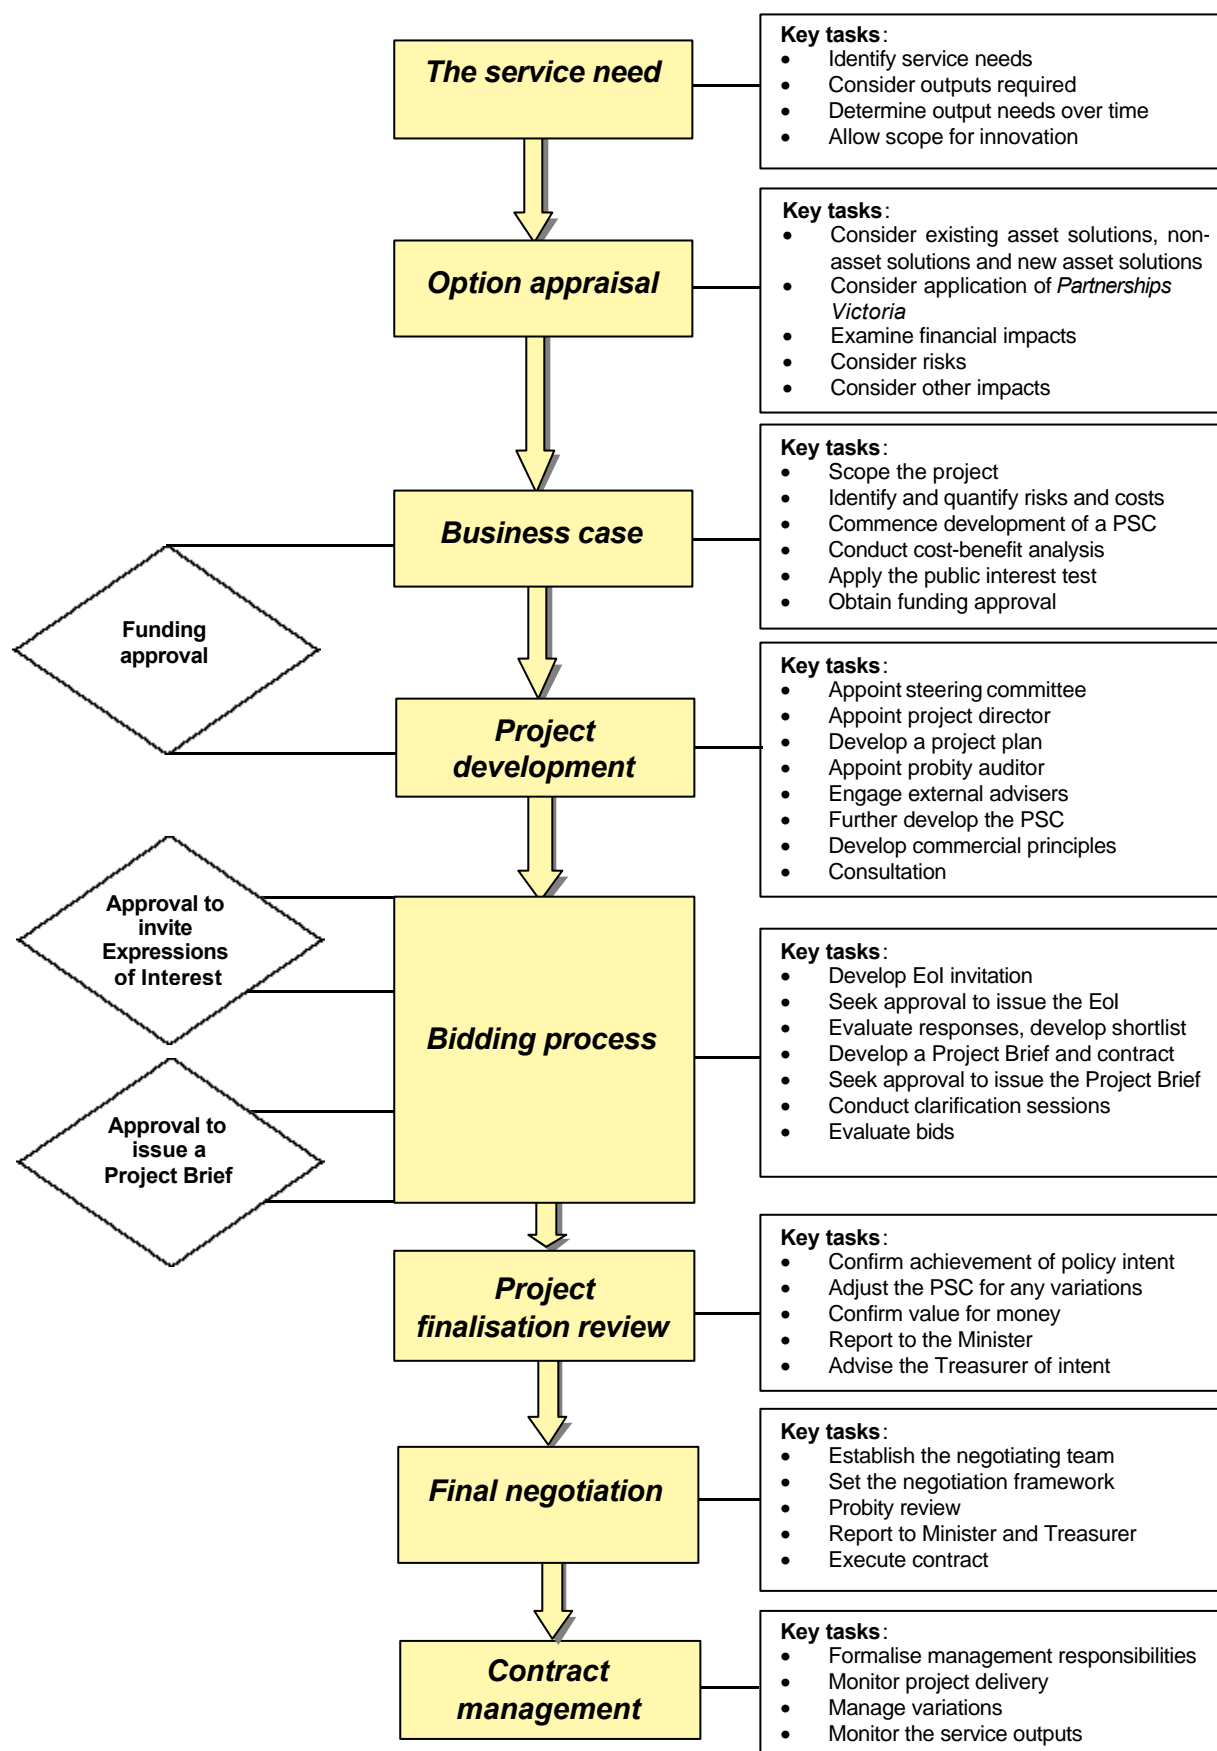 The service need
Key tasks:
• Identify service needs
• Consider outputs required
• Determine output needs over time
• Allow scope for innovation
Option appraisal
Key tasks:
• Consider existing asset solutions, non-
asset solutions and new asset solutions
• Consider application of Partnerships
Victoria
• Examine financial impacts
• Consider risks
• Consider other impacts
Business case
Key tasks:
• Scope the project
• Identify and quantify risks and costs
• Commence development of a PSC
• Conduct cost-benefit analysis
• Apply the public interest test
• Obtain funding approval
Funding
approval
Project
development
Key tasks:
• Appoint steering committee
• Appoint project director
• Develop a project plan
• Appoint probity auditor
• Engage external advisers
• Further develop the PSC
• Develop commercial principles
• Consultation
Approval to
invite
Expressions
of Interest
Approval to
issue a
Project Brief
Bidding process
Key tasks:
• Develop EoI invitation
• Seek approval to issue the EoI
• Evaluate responses, develop shortlist
• Develop a Project Brief and contract
• Seek approval to issue the Project Brief
• Conduct clarification sessions
• Evaluate bids
Project
finalisation review
Key tasks:
• Confirm achievement of policy intent
• Adjust the PSC for any variations
• Confirm value for money
• Report to the Minister
• Advise the Treasurer of intent
Final negotiation
Key tasks:
• Establish the negotiating team
• Set the negotiation framework
• Probity review
• Report to Minister and Treasurer
• Execute contract
Contract
management
Key tasks:
• Formalise management responsibilities
• Monitor project delivery
• Manage variations
• Monitor the service outputs